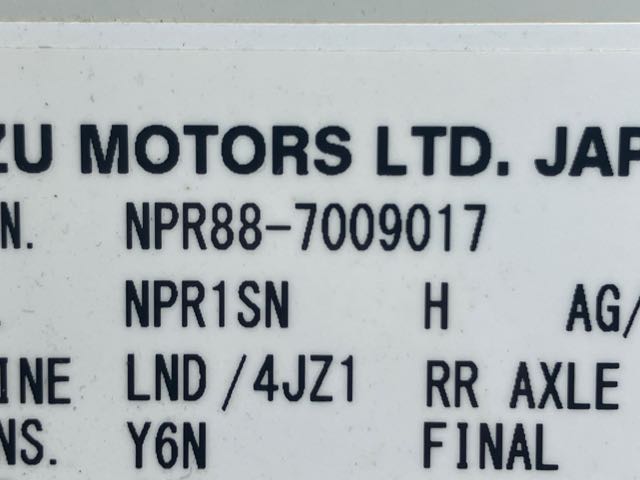 ZU MOTORS LTD. JAP
N. NPR88-7009017
NPR1SN H AG/
INE LND/4JZ1 RR AXLE
NS. Y6N FINAL